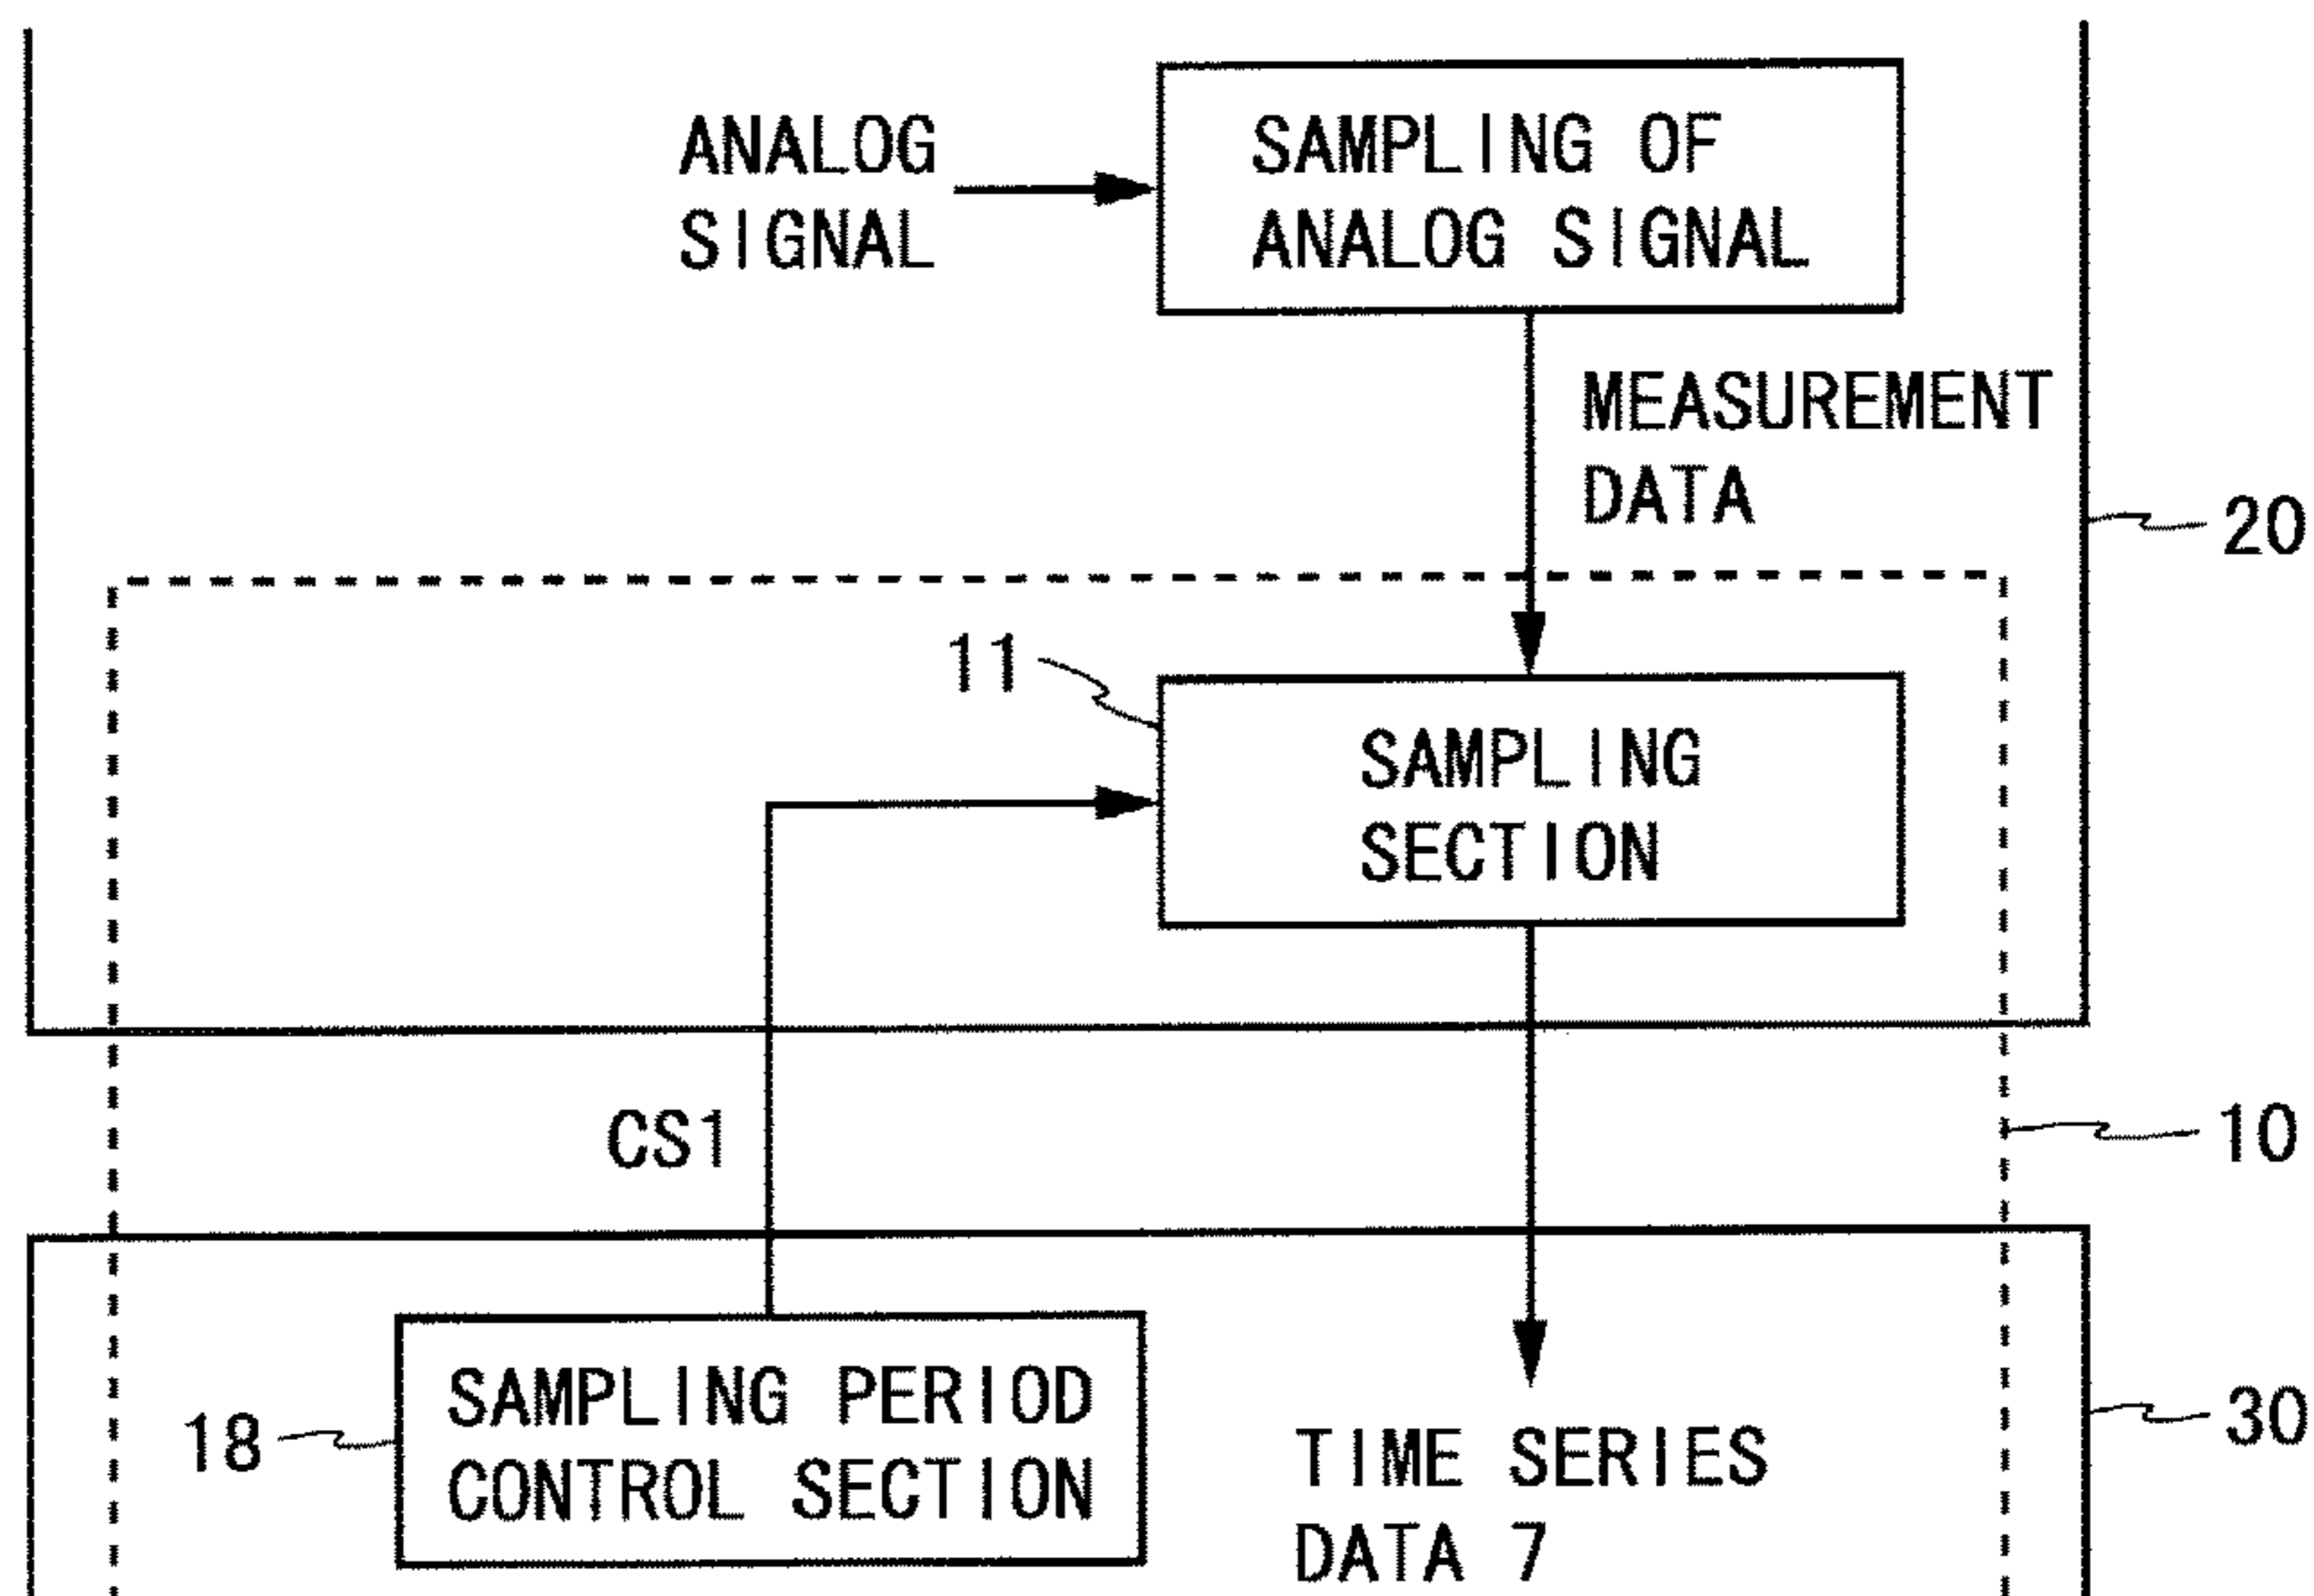 ANALOG
SIGNAL
SAMPLING OF
ANALOG SIGNAL
MEASUREMENT
DATA
20
11
SAMPLING
SECTION
CS1
10
18
SAMPLING PERIOD
CONTROL SECTION
TIME SERIES
DATA 7
30